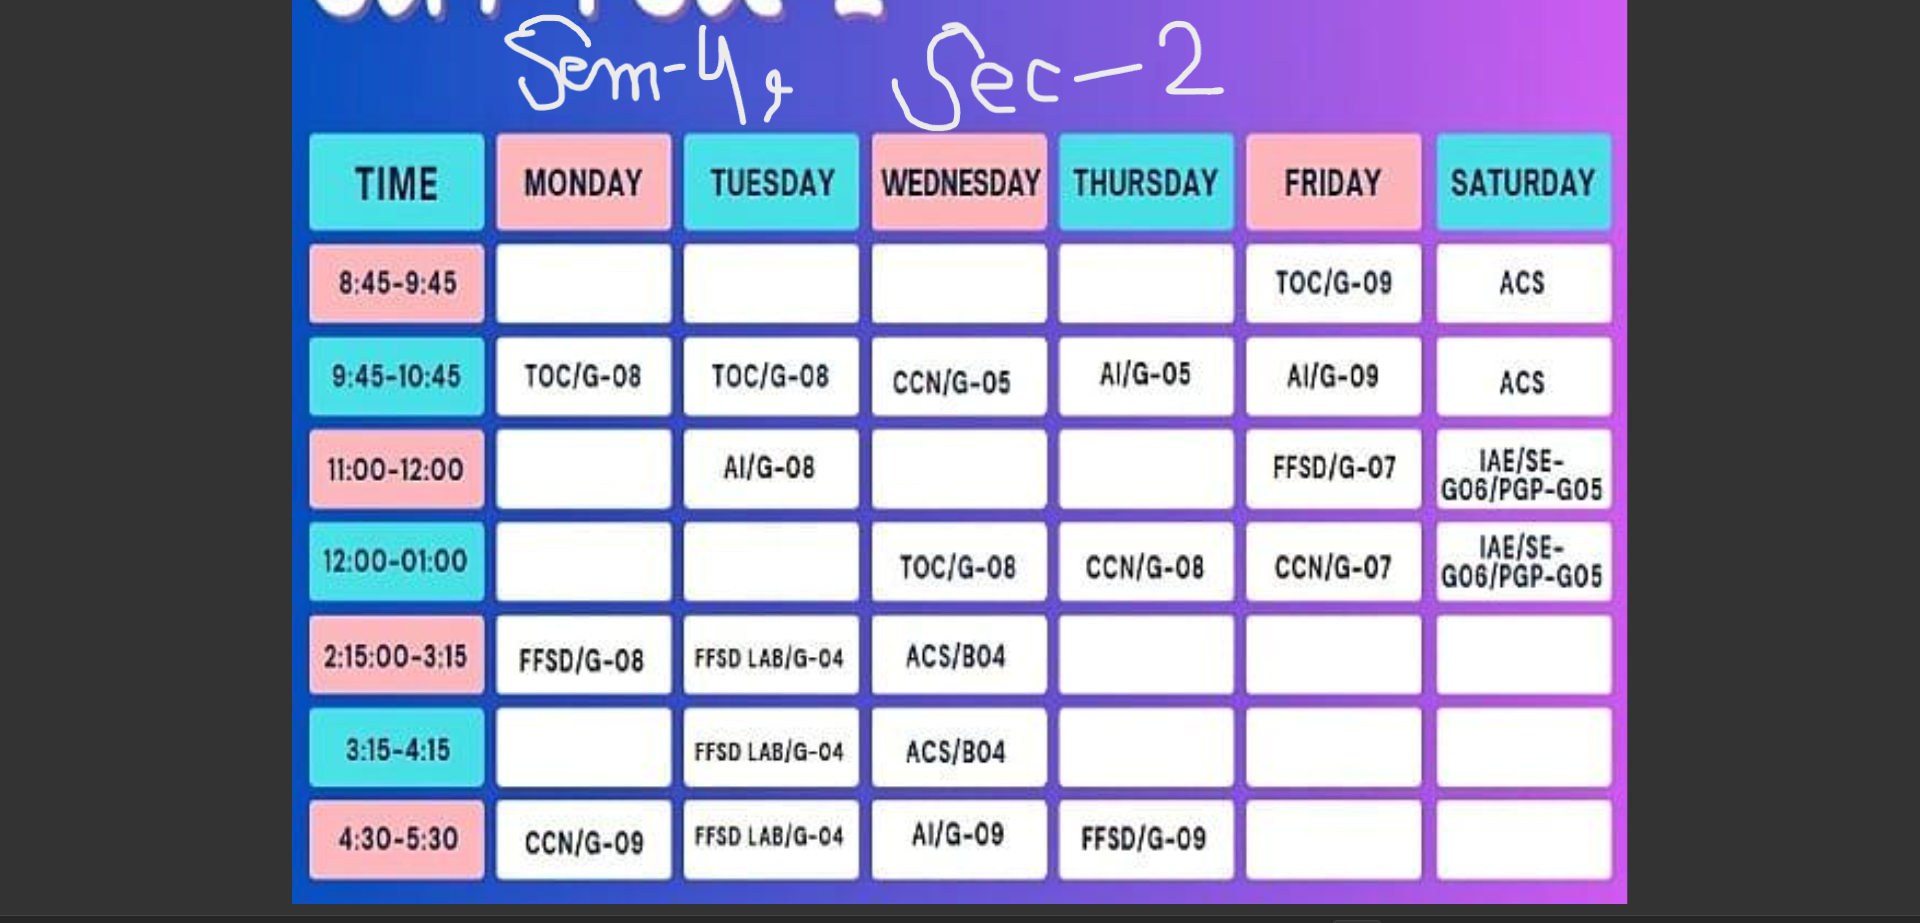 Sem-4, Sec-2
TIME MONDAY TUESDAY WEDNESDAY THURSDAY FRIDAY SATURDAY
8:45-9:45 TOC/G-09 ACS
9:45-10:45 TOC/G-08 TOC/G-08 CCN/G-05 AI/G-05 AI/G-09 ACS
11:00-12:00 AI/G-08 FFSD/G-07 IAE/SE-
G06/PGP-G05
12:00-01:00 TOC/G-08 CCN/G-08 CCN/G-07 IAE/SE-
G06/PGP-G05
2:15:00-3:15 FFSD/G-08 FFSD LAB/G-04 ACS/B04
3:15-4:15 FFSD LAB/G-04 ACS/B04
4:30-5:30 CCN/G-09 FFSD LAB/G-04 AI/G-09 FFSD/G-09